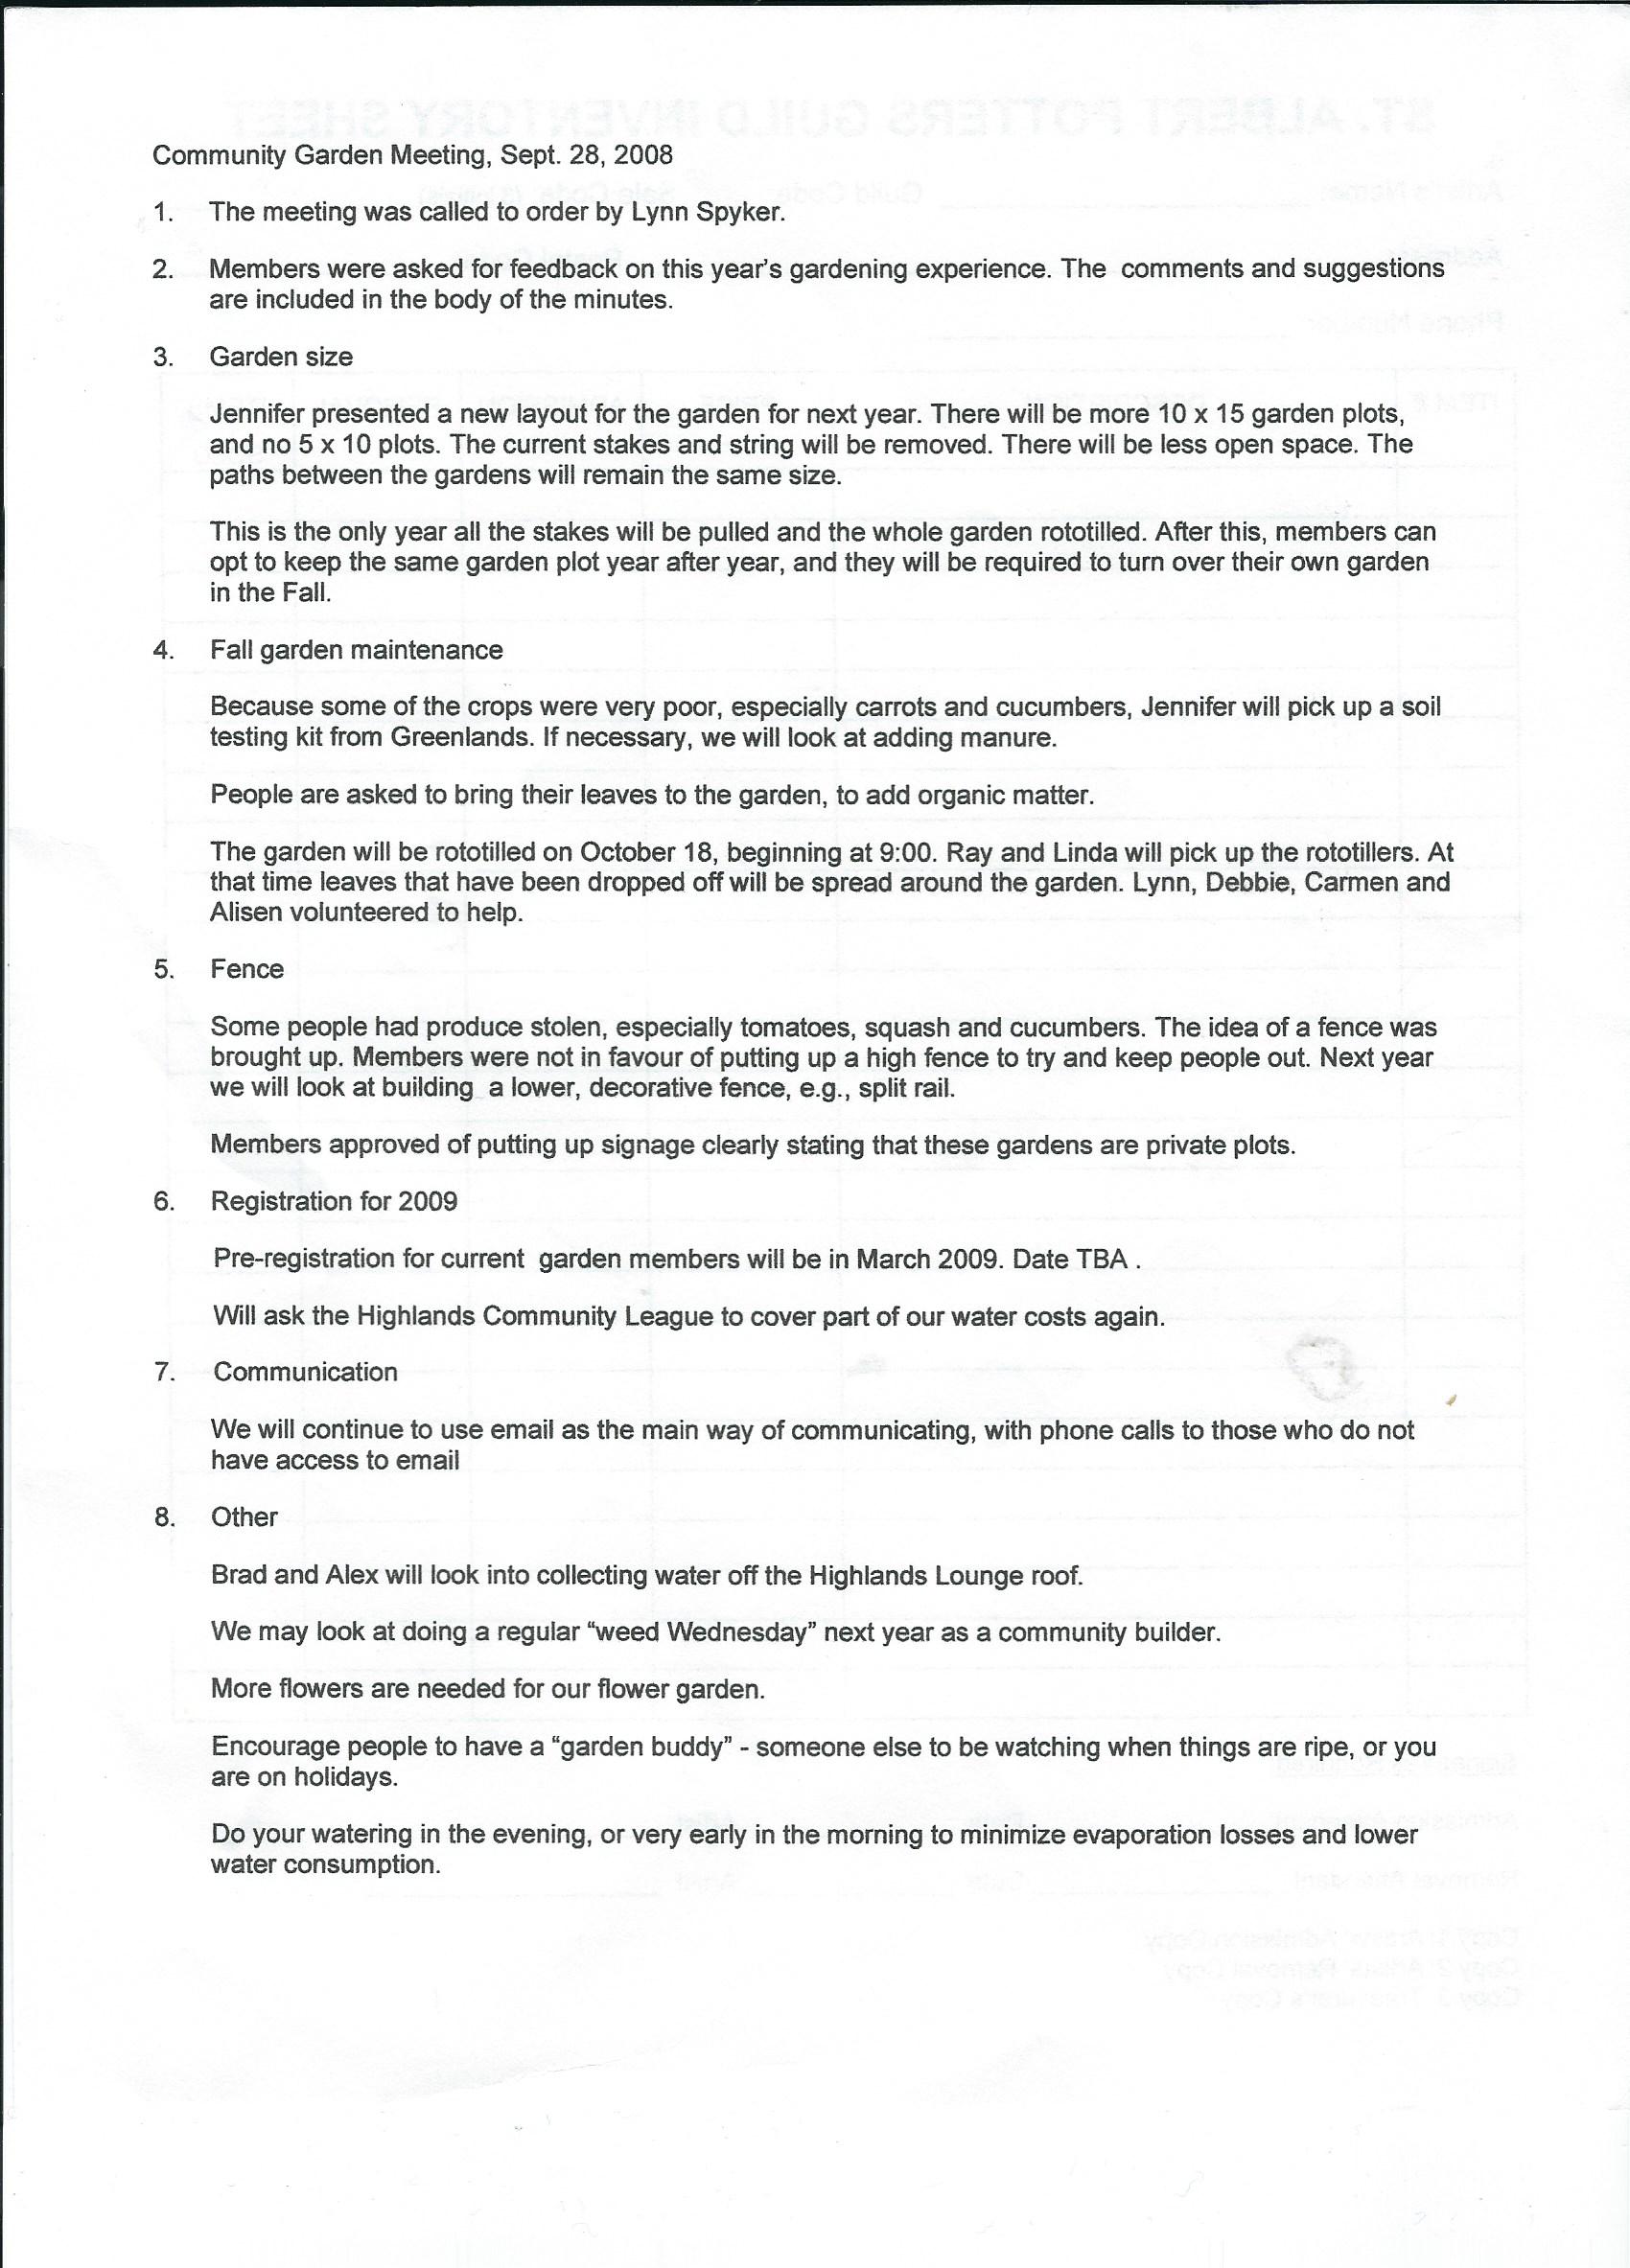 ST. ALBERT POTTERS GUILD INVENTORY SHEET
Community Garden Meeting, Sept. 28, 2008
1. The meeting was called to order by Lynn Spyker.
2. Members were asked for feedback on this year's gardening experience. The comments and suggestions
are included in the body of the minutes.
3. Garden size
Jennifer presented a new layout for the garden for next year. There will be more 10 x 15 garden plots,
and no 5 x 10 plots. The current stakes and string will be removed. There will be less open space. The
paths between the gardens will remain the same size.
This is the only year all the stakes will be pulled and the whole garden rototilled. After this, members can
opt to keep the same garden plot year after year, and they will be required to turn over their own garden
in the Fall.
4. Fall garden maintenance
Because some of the crops were very poor, especially carrots and cucumbers, Jennifer will pick up a soil
testing kit from Greenlands. If necessary, we will look at adding manure.
People are asked to bring their leaves to the garden, to add organic matter.
The garden will be rototilled on October 18, beginning at 9:00. Ray and Linda will pick up the rototillers. At
that time leaves that have been dropped off will be spread around the garden. Lynn, Debbie, Carmen and
Alisen volunteered to help.
5. Fence
Some people had produce stolen, especially tomatoes, squash and cucumbers. The idea of a fence was
brought up. Members were not in favour of putting up a high fence to try and keep people out. Next year
we will look at building a lower, decorative fence, e.g., split rail.
Members approved of putting up signage clearly stating that these gardens are private plots.
6. Registration for 2009
Pre-registration for current garden members will be in March 2009. Date TBA .
Will ask the Highlands Community League to cover part of our water costs again.
7. Communication
We will continue to use email as the main way of communicating, with phone calls to those who do not
have access to email
8. Other
Brad and Alex will look into collecting water off the Highlands Lounge roof.
We may look at doing a regular “weed Wednesday” next year as a community builder.
More flowers are needed for our flower garden.
Encourage people to have a “garden buddy” - someone else to be watching when things are ripe, or you
are on holidays.
Do your watering in the evening, or very early in the morning to minimize evaporation losses and lower
water consumption.